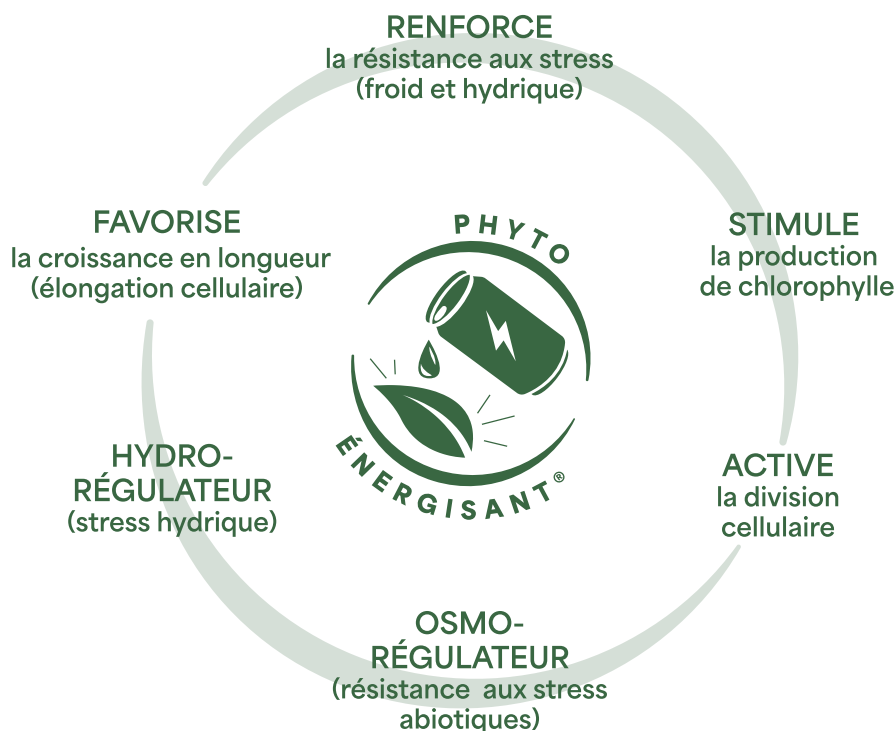 RENFORCE
la résistance aux stress
(froid et hydrique)
STIMULE
la production
de chlorophylle
ACTIVE
la division
cellulaire
OSMO-
RÉGULATEUR
(résistance aux stress
abiotiques)
HYDRO-
RÉGULATEUR
(stress hydrique)
FAVORISE
la croissance en longueur
(élongation cellulaire)
PHYTO
ÉNERGISANT®